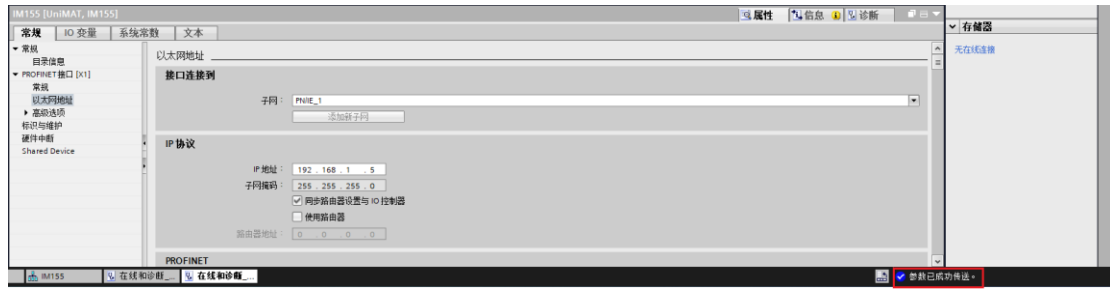 IM155 [UniMAT, IM155]
属性 信息 诊断
常规 IO 变量 系统常数 文本
存储器
无在线连接
常规
目录信息
PROFINET 接口 [X1]
常规
以太网地址
高级选项
标识与维护
硬件中断
Shared Device
以太网地址
接口连接到
子网： PN/IE_1
添加新子网
IP 协议
IP 地址： 192 . 168 . 1 . 5
子网掩码： 255 . 255 . 255 . 0
同步路由器设置与 IO 控制器
使用路由器
路由器地址： 0 . 0 . 0 . 0
PROFINET
IM155 在线和诊断_... 在线和诊断_...
参数已成功传送。